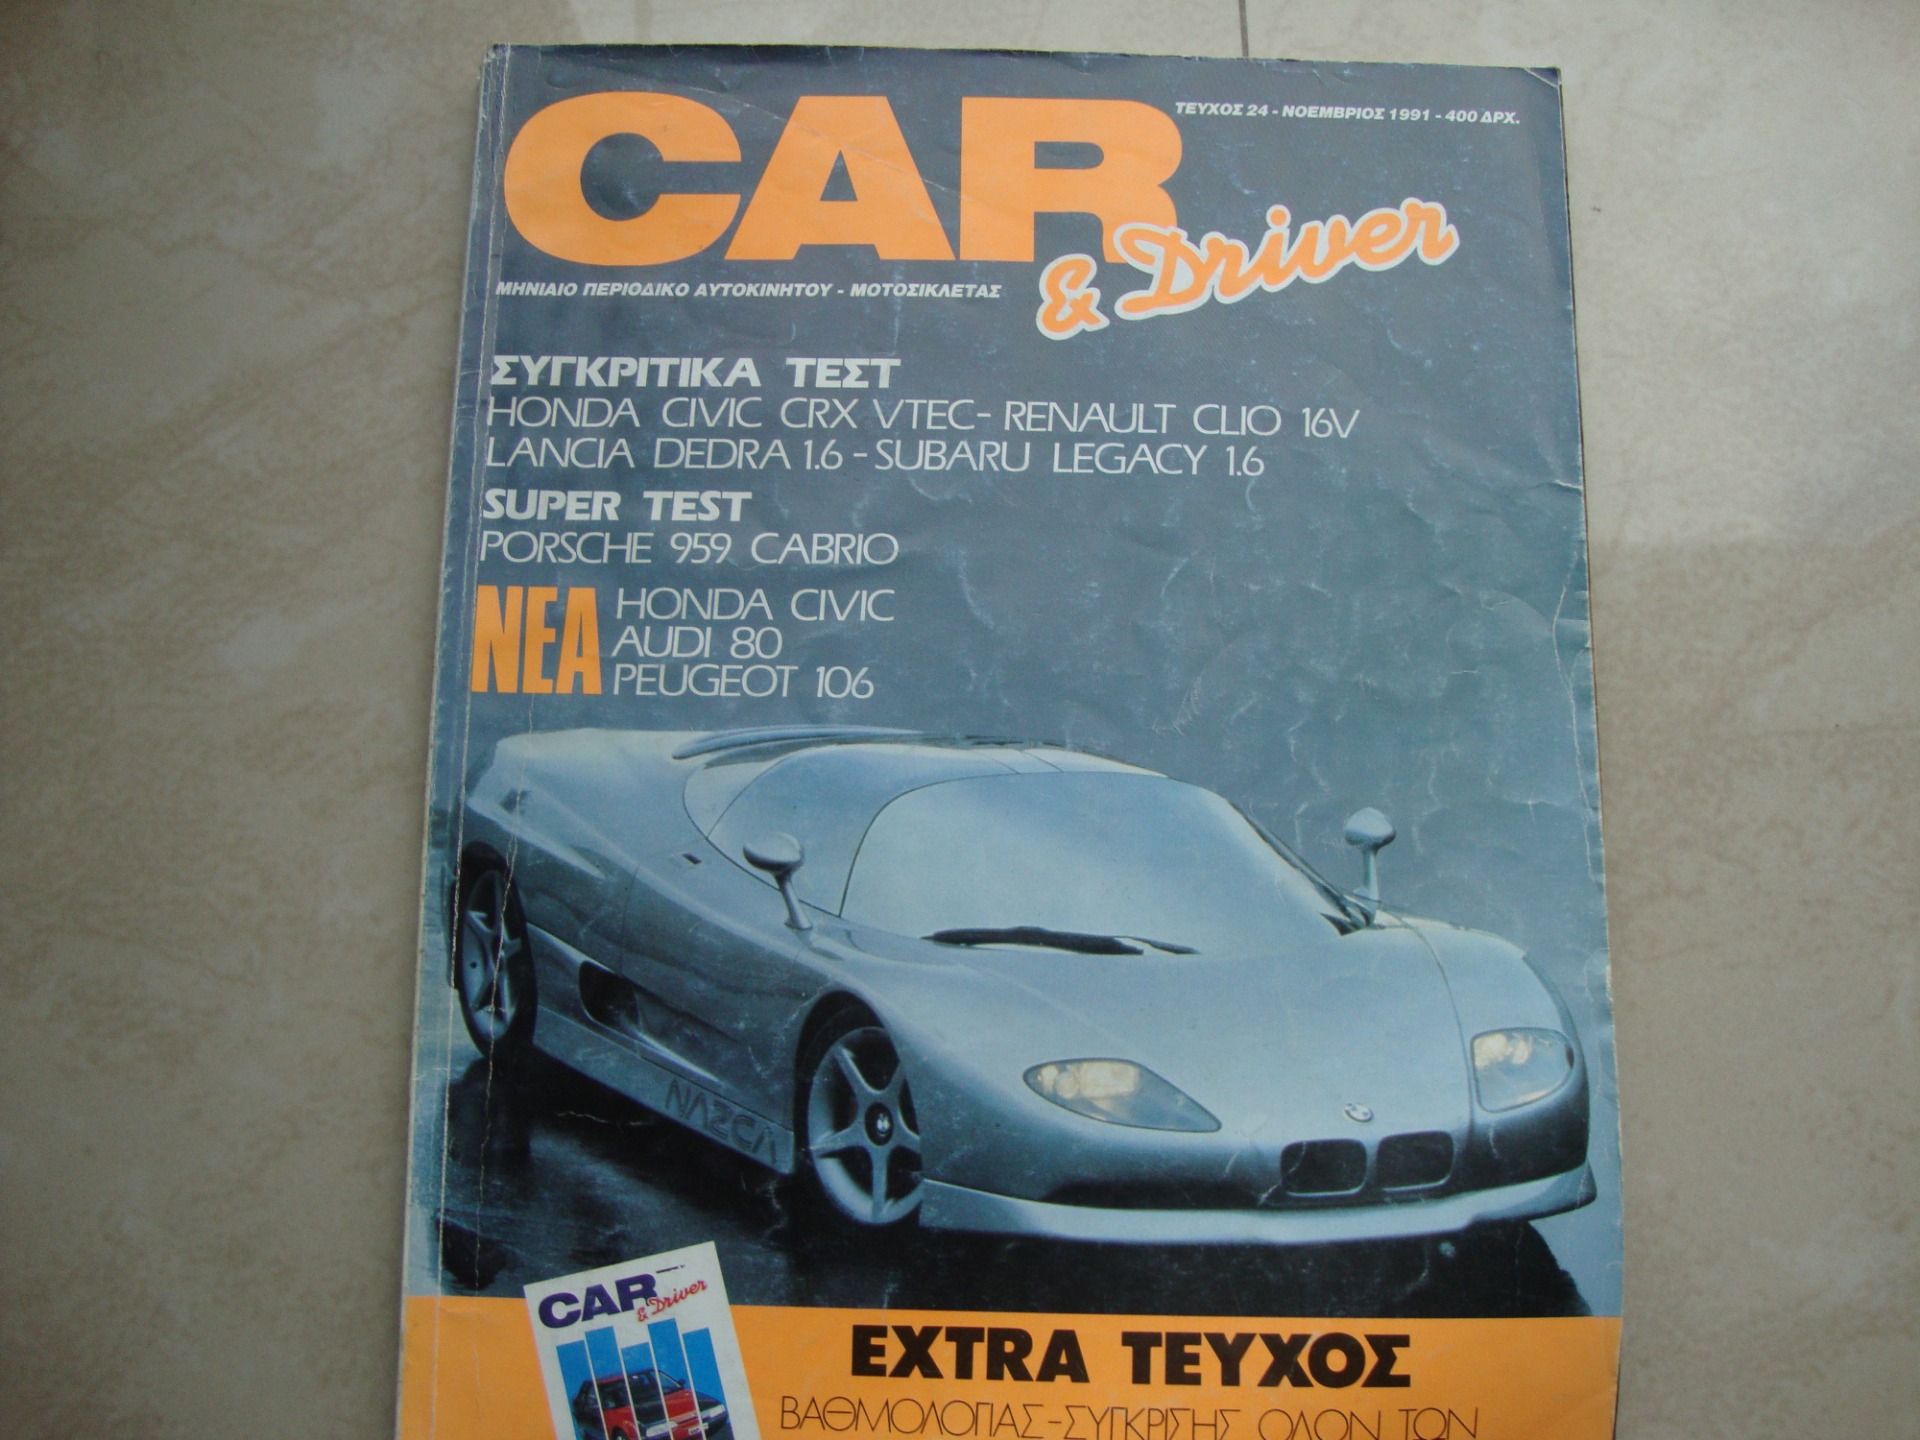 CAR
& Driver
ΤΕΥΧΟΣ 24 - ΝΟΕΜΒΡΙΟΣ 1991 - 400 ΔΡΧ.
ΜΗΝΙΑΙΟ ΠΕΡΙΟΔΙΚΟ ΑΥΤΟΚΙΝΗΤΟΥ - ΜΟΤΟΣΙΚΛΕΤΑΣ
ΣΥΓΚΡΙΤΙΚΑ ΤΕΣΤ
HONDA CIVIC CRX VTEC - RENAULT CLIO 16V
LANCIA DEDRA 1.6 - SUBARU LEGACY 1.6
SUPER TEST
PORSCHE 959 CABRIO
ΝΕΑ
HONDA CIVIC
AUDI 80
PEUGEOT 106
NAZCA
CAR
& Driver
EXTRA ΤΕΥΧΟΣ
ΒΑΘΜΟΛΟΓΙΑΣ-ΣΥΓΚΡΙΣΗΣ ΟΛΩΝ ΤΩΝ